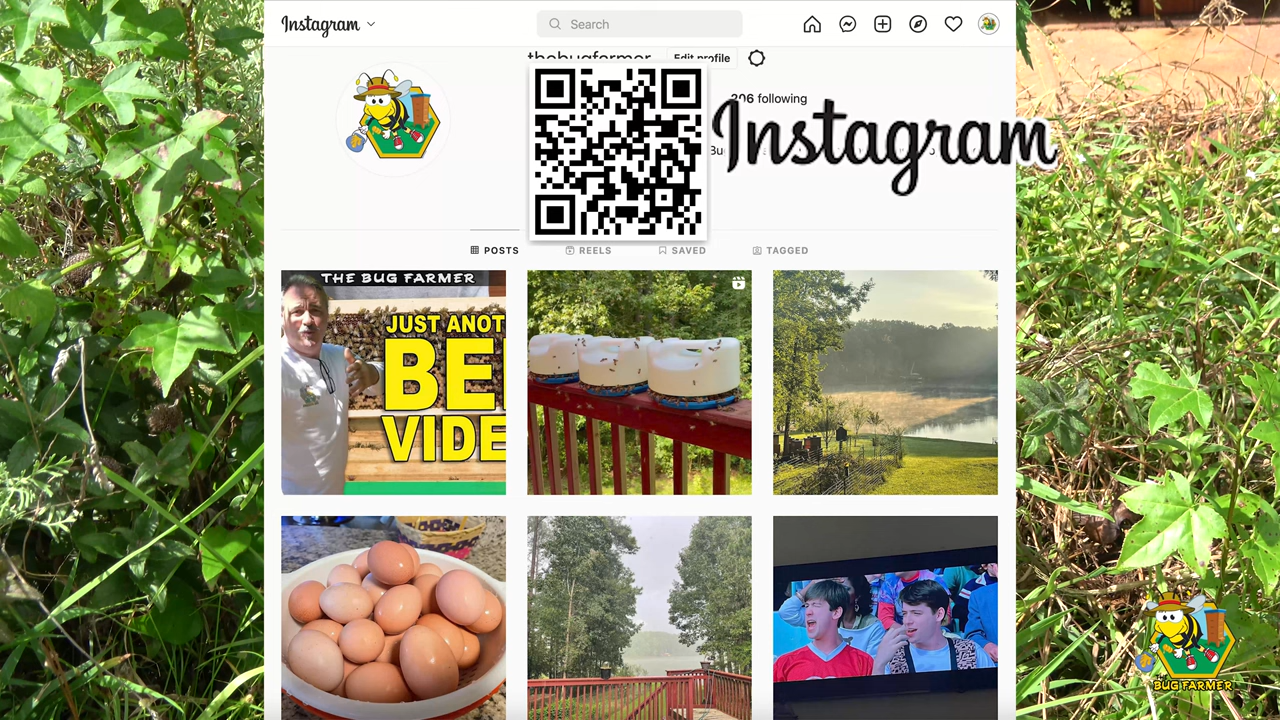 Instagram
Search
thebugfarmer
Edit profile
206 following
Instagram
POSTS
REELS
SAVED
TAGGED
THE BUG FARMER
JUST ANOT
BEE
VIDE
BUG FARMER